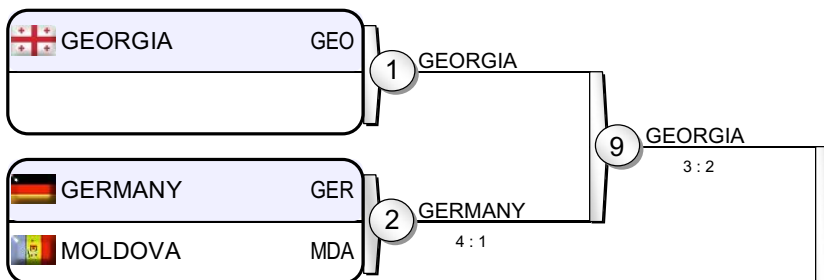 GEORGIA GEO
1 GEORGIA
9 GEORGIA
3 : 2
GERMANY GER
2 GERMANY
4 : 1
MOLDOVA MDA